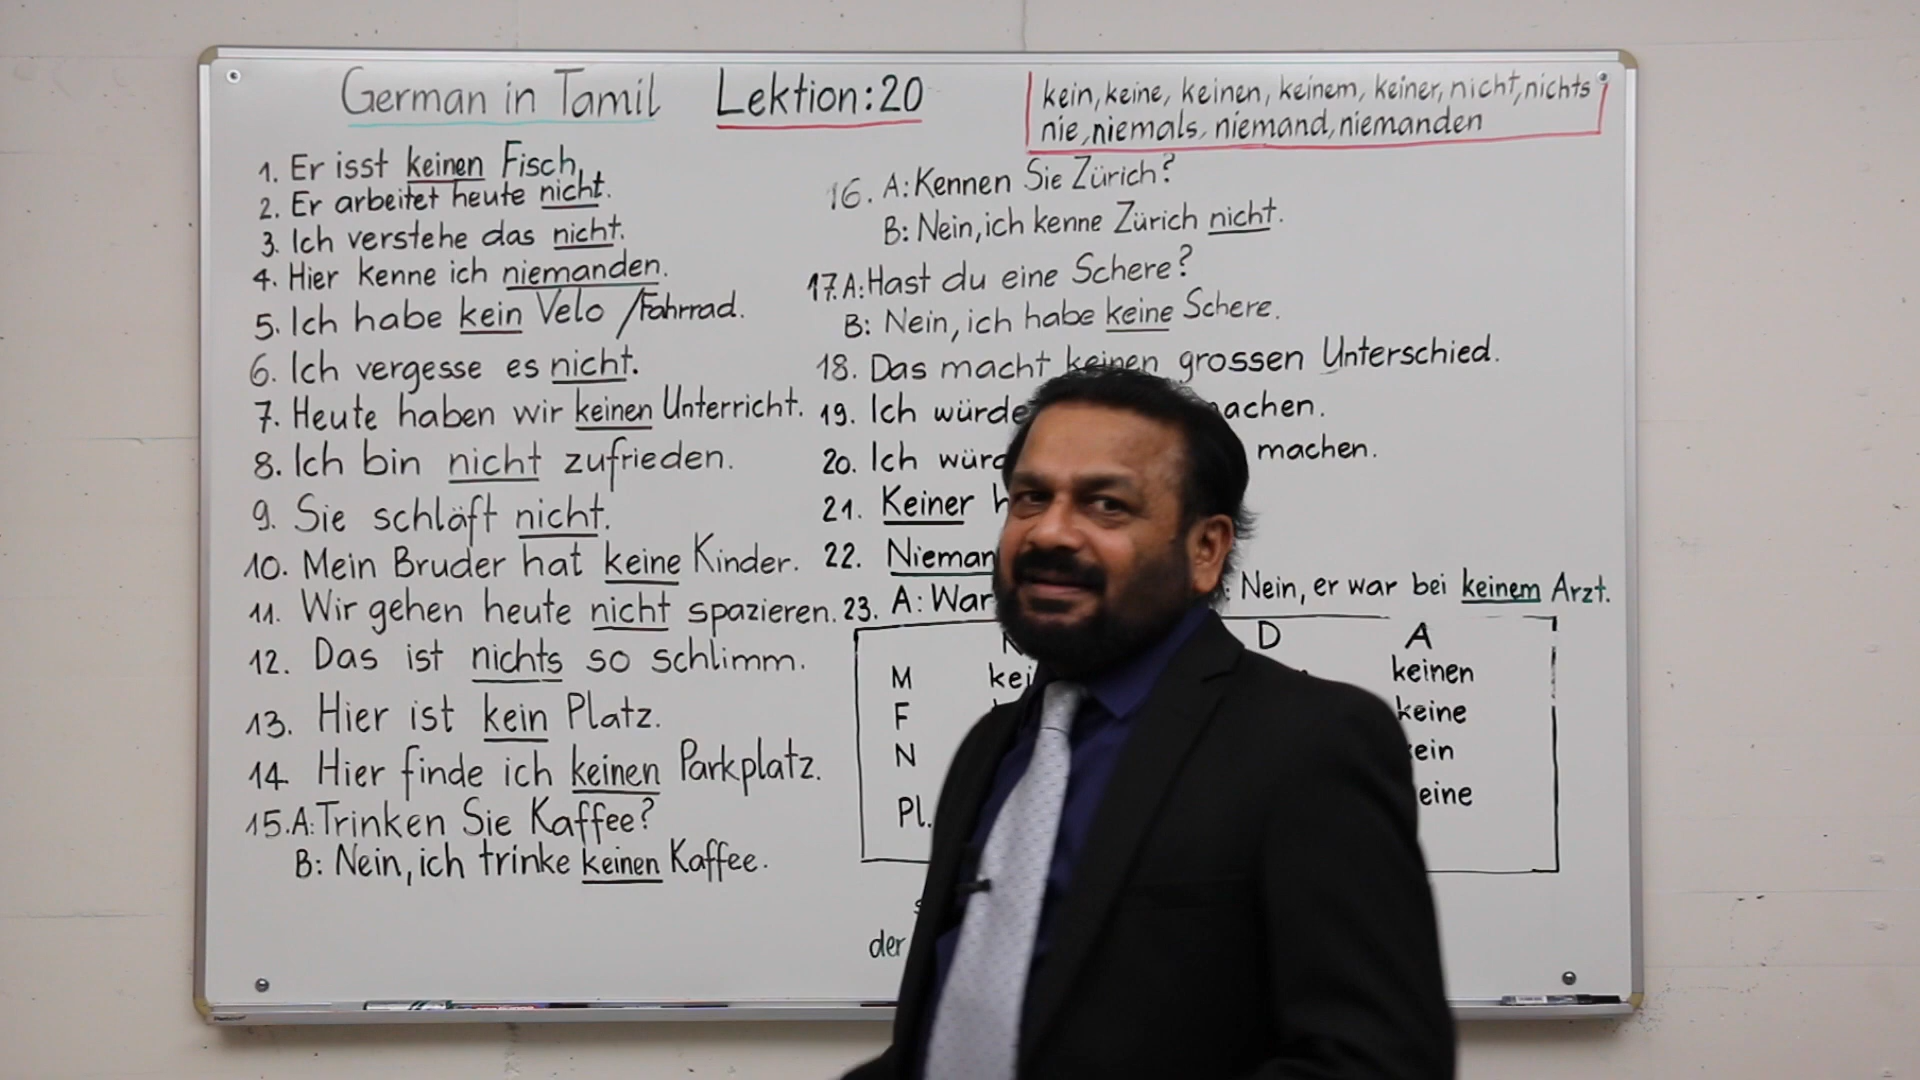 German in Tamil Lektion:20
kein, keine, keinen, keinem, keiner, nicht, nichts
nie, niemals, niemand, niemanden
1. Er isst keinen Fisch.
2. Er arbeitet heute nicht.
3. Ich verstehe das nicht.
4. Hier kenne ich niemanden.
5. Ich habe kein Velo /Fahrrad.
6. Ich vergesse es nicht.
7. Heute haben wir keinen Unterricht.
8. Ich bin nicht zufrieden.
9. Sie schläft nicht.
10. Mein Bruder hat keine Kinder.
11. Wir gehen heute nicht spazieren.
12. Das ist nichts so schlimm.
13. Hier ist kein Platz.
14. Hier finde ich keinen Parkplatz.
15. A: Trinken Sie Kaffee?
B: Nein, ich trinke keinen Kaffee.
16. A: Kennen Sie Zürich?
B: Nein, ich kenne Zürich nicht.
17. A: Hast du eine Schere?
B: Nein, ich habe keine Schere.
18. Das macht keinen grossen Unterschied.
19. Ich würde machen.
20. Ich machen.
21. Keiner
22.
23. A: War Nein, er war bei keinem Arzt.
D A
M keinen
F keine
N
Pl.
der